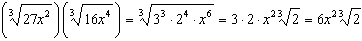 (∛27x²)(∛16x⁴) = ∛3³·2⁴·x⁶ = 3·2·x²∛2 = 6x²∛2